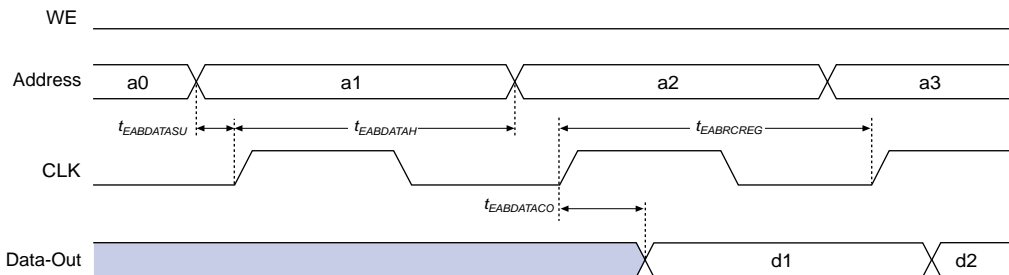 WE
Address a0 a1 a2 a3
tEABDATASU tEABDATAH tEABRCREG
CLK
tEABDATACO
Data-Out d1 d2